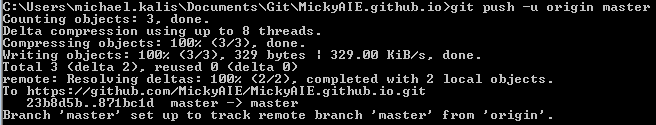 C:\Users\michael.kalis\Documents\Git\MickyAIE.github.io>git push -u origin master
Counting objects: 3, done.
Delta compression using up to 8 threads.
Compressing objects: 100% (3/3), done.
Writing objects: 100% (3/3), 329 bytes | 329.00 KiB/s, done.
Total 3 (delta 2), reused 0 (delta 0)
remote: Resolving deltas: 100% (2/2), completed with 2 local objects.
To https://github.com/MickyAIE/MickyAIE.github.io.git
   23b8d5b..871bc1d  master -> master
Branch 'master' set up to track remote branch 'master' from 'origin'.